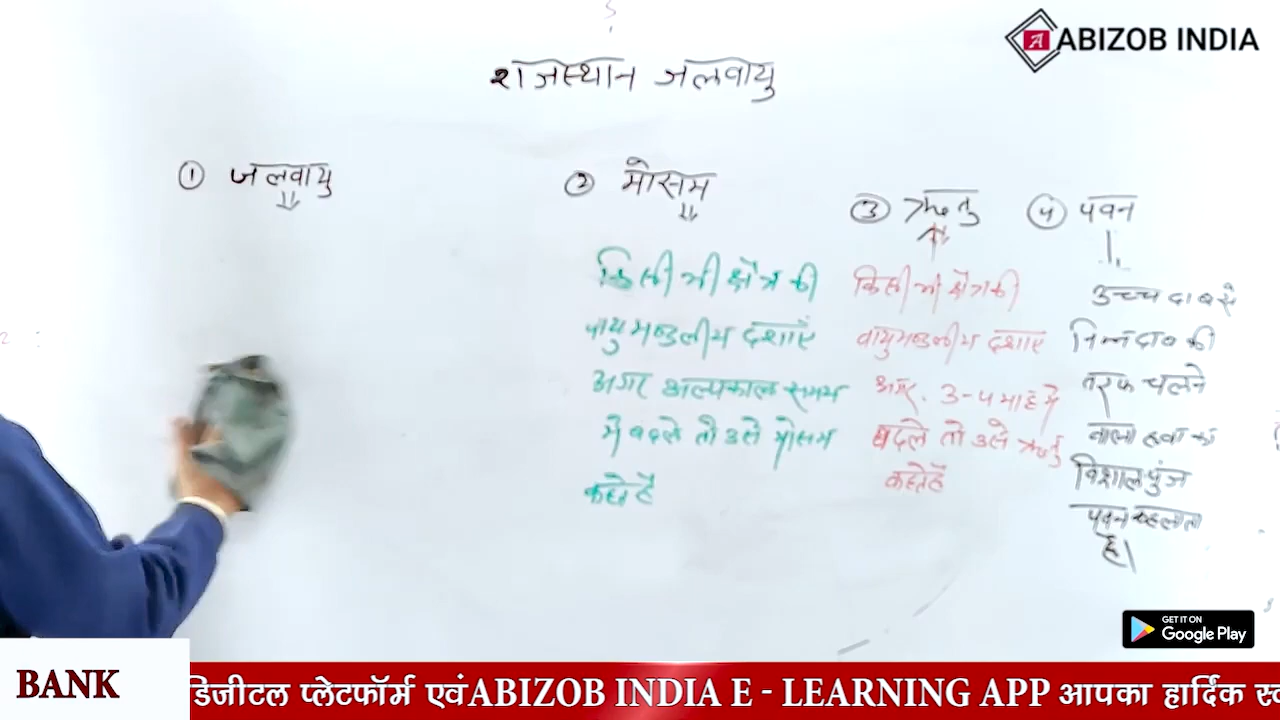 ABIZOB INDIA
राजस्थान जलवायु
① जलवायु
② मोसम
किसी भी क्षेत्र की
वायुमण्डलीय दशाएं
अगर अल्पकाल समय
में बदले तो उसे मोसम
कहते है
③ ऋतु
किसी भी क्षेत्र की
वायुमण्डलीय दशाएं
अगर 3-4 माह में
बदले तो उसे ऋतु
कहते है
④ पवन
उच्च दाब से
निम्न दाब की
तरफ चलने
वाली हवा का
विशाल पुंज
पवन कहलाता
है।
GET IT ON
Google Play
BANK
डिजीटल प्लेटफॉर्म एवं ABIZOB INDIA E - LEARNING APP आपका हार्दिक